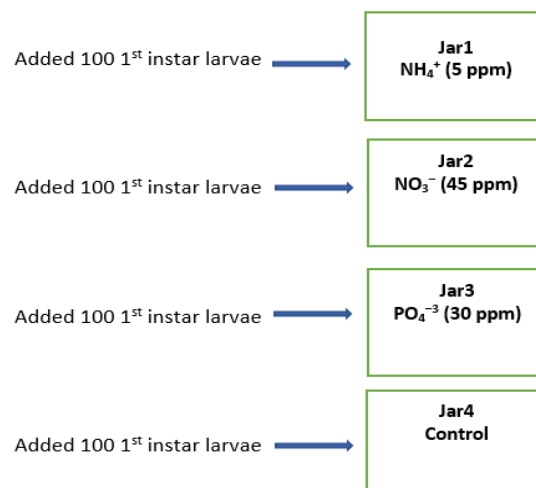 Added 100 1ˢᵗ instar larvae
Jar1
NH₄⁺ (5 ppm)
Added 100 1ˢᵗ instar larvae
Jar2
NO₃⁻ (45 ppm)
Added 100 1ˢᵗ instar larvae
Jar3
PO₄⁻³ (30 ppm)
Added 100 1ˢᵗ instar larvae
Jar4
Control